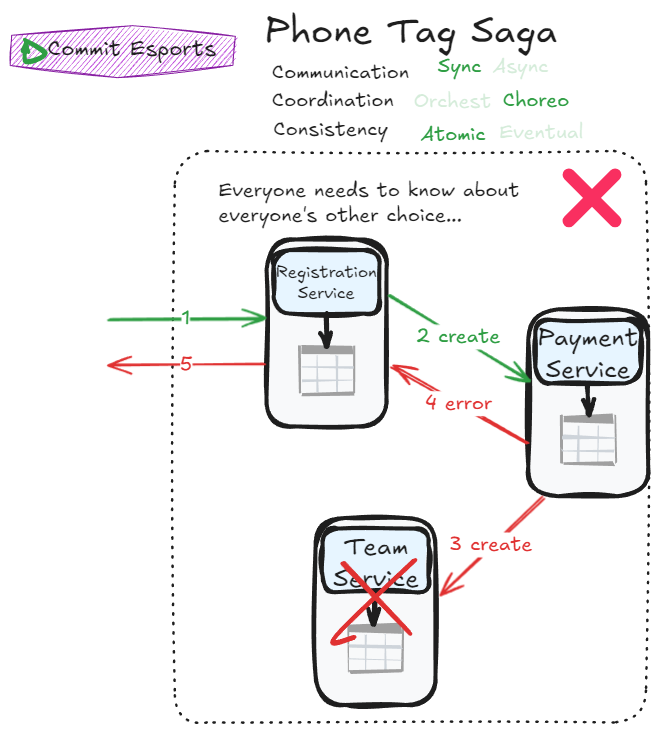 Commit Esports
Phone Tag Saga
Communication Sync Async
Coordination Orchest Choreo
Consistency Atomic Eventual
Everyone needs to know about
everyone's other choice...
Registration
Service
1
2 create
Payment
Service
5
4 error
3 create
Team
Service